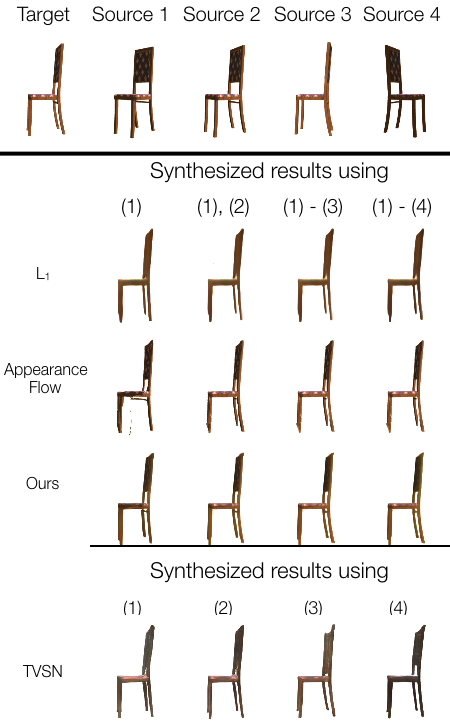 Target Source 1 Source 2 Source 3 Source 4
Synthesized results using
(1) (1), (2) (1) - (3) (1) - (4)
L₁
Appearance
Flow
Ours
Synthesized results using
(1) (2) (3) (4)
TVSN